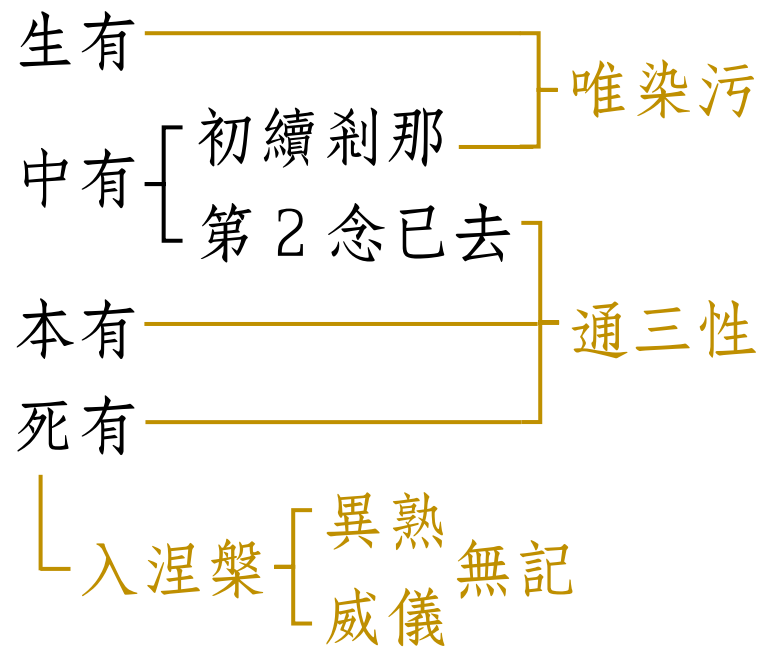 生有
唯染污
中有
初續剎那
第2念已去
本有
通三性
死有
入涅槃
異熟
威儀
無記